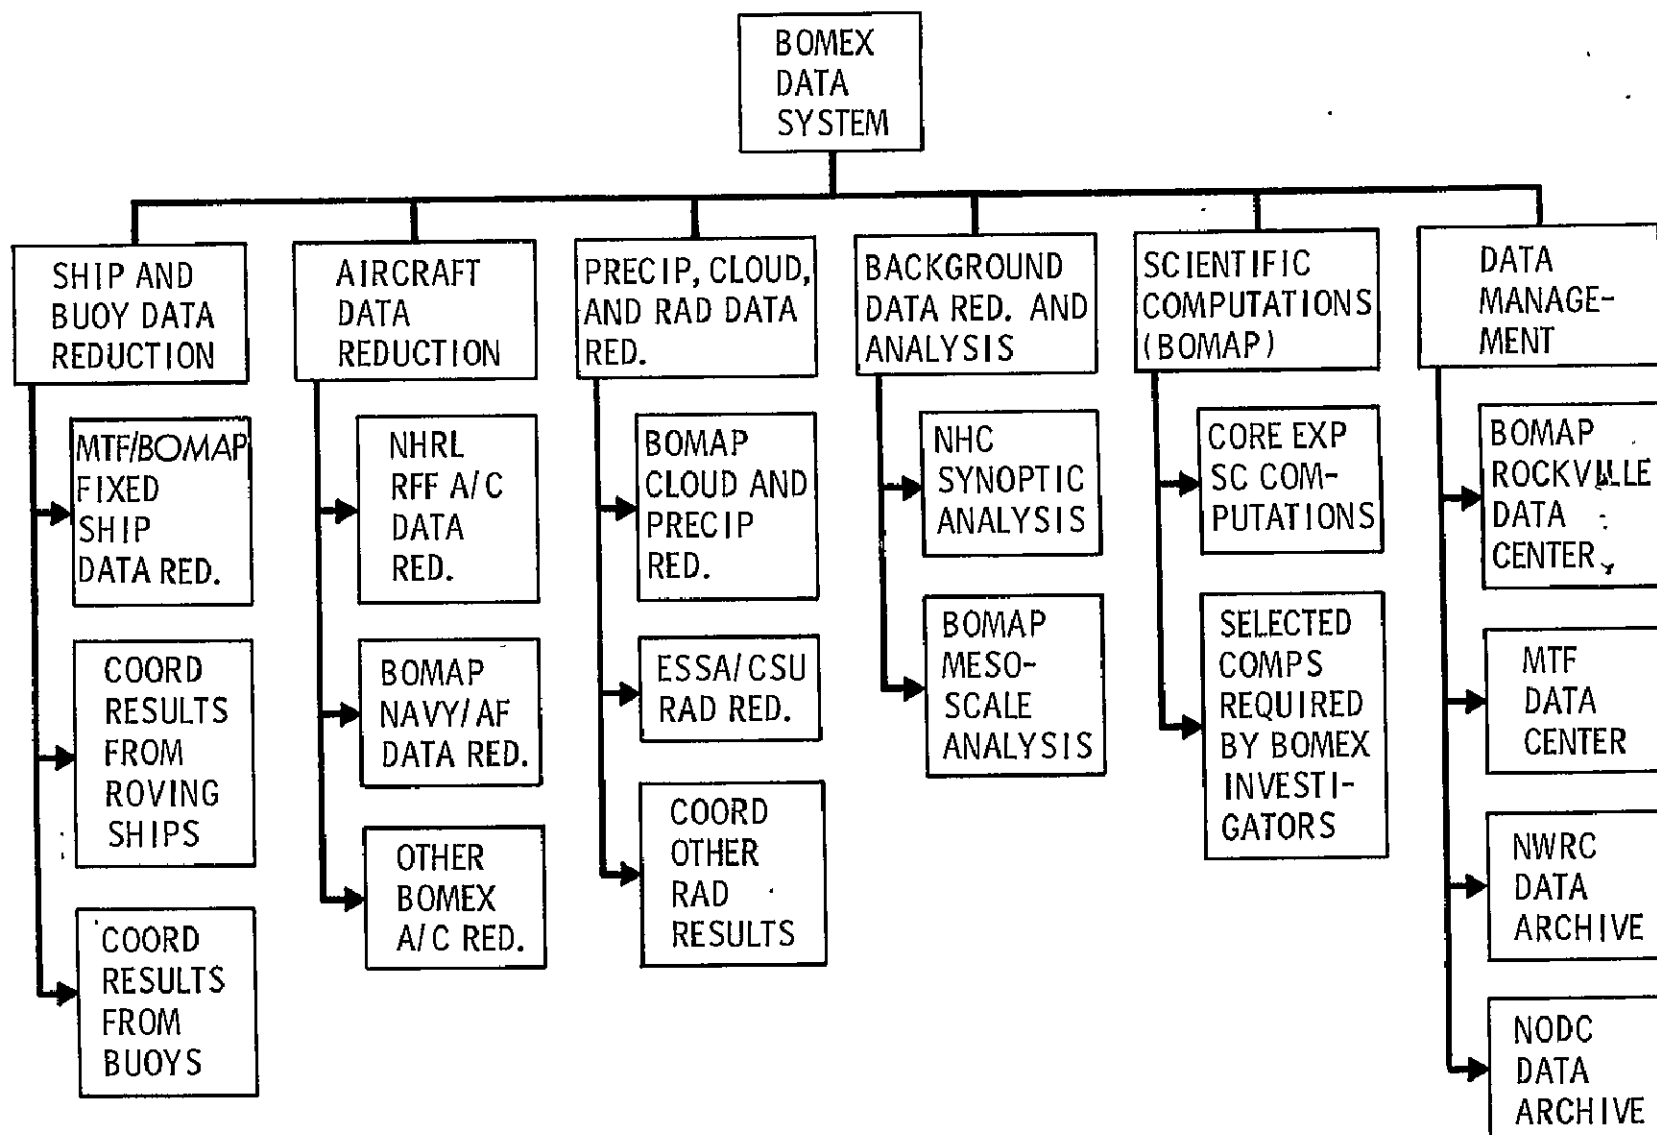 BOMEX
DATA
SYSTEM
SHIP AND
BUOY DATA
REDUCTION
MTF/BOMAP
FIXED
SHIP
DATA RED.
COORD
RESULTS
FROM
ROVING
SHIPS
COORD
RESULTS
FROM
BUOYS
AIRCRAFT
DATA
REDUCTION
NHRL
RFF A/C
DATA
RED.
BOMAP
NAVY/AF
DATA RED.
OTHER
BOMEX
A/C RED.
PRECIP, CLOUD,
AND RAD DATA
RED.
BOMAP
CLOUD AND
PRECIP
RED.
ESSA/CSU
RAD RED.
COORD
OTHER
RAD
RESULTS
BACKGROUND
DATA RED. AND
ANALYSIS
NHC
SYNOPTIC
ANALYSIS
BOMAP
MESO-
SCALE
ANALYSIS
SCIENTIFIC
COMPUTATIONS
(BOMAP)
CORE EXP
SC COM-
PUTATIONS
SELECTED
COMPS
REQUIRED
BY BOMEX
INVESTI-
GATORS
DATA
MANAGE-
MENT
BOMAP
ROCKVILLE
DATA
CENTER
MTF
DATA
CENTER
NWRC
DATA
ARCHIVE
NODC
DATA
ARCHIVE